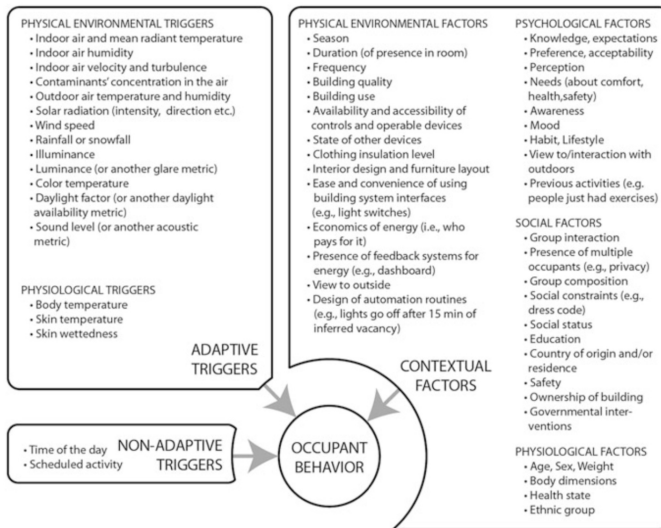 PHYSICAL ENVIRONMENTAL TRIGGERS
• Indoor air and mean radiant temperature
• Indoor air humidity
• Indoor air velocity and turbulence
• Contaminants' concentration in the air
• Outdoor air temperature and humidity
• Solar radiation (intensity, direction etc.)
• Wind speed
• Rainfall or snowfall
• Illuminance
• Luminance (or another glare metric)
• Color temperature
• Daylight factor (or another daylight
availability metric)
• Sound level (or another acoustic
metric)
PHYSIOLOGICAL TRIGGERS
• Body temperature
• Skin temperature
• Skin wettedness
ADAPTIVE
TRIGGERS
PHYSICAL ENVIRONMENTAL FACTORS
• Season
• Duration (of presence in room)
• Frequency
• Building quality
• Building use
• Availability and accessibility of
controls and operable devices
• State of other devices
• Clothing insulation level
• Interior design and furniture layout
• Ease and convenience of using
building system interfaces
(e.g., light switches)
• Economics of energy (i.e., who
pays for it)
• Presence of feedback systems for
energy (e.g., dashboard)
• View to outside
• Design of automation routines
(e.g., lights go off after 15 min of
inferred vacancy)
CONTEXTUAL
FACTORS
PSYCHOLOGICAL FACTORS
• Knowledge, expectations
• Preference, acceptability
• Perception
• Needs (about comfort,
health,safety)
• Awareness
• Mood
• Habit, Lifestyle
• View to/interaction with
outdoors
• Previous activities (e.g.
people just had exercises)
SOCIAL FACTORS
• Group interaction
• Presence of multiple
occupants (e.g., privacy)
• Group composition
• Social constraints (e.g.,
dress code)
• Social status
• Education
• Country of origin and/or
residence
• Safety
• Ownership of building
• Governmental inter-
ventions
PHYSIOLOGICAL FACTORS
• Age, Sex, Weight
• Body dimensions
• Health state
• Ethnic group
• Time of the day
• Scheduled activity
NON-ADAPTIVE
TRIGGERS
OCCUPANT
BEHAVIOR